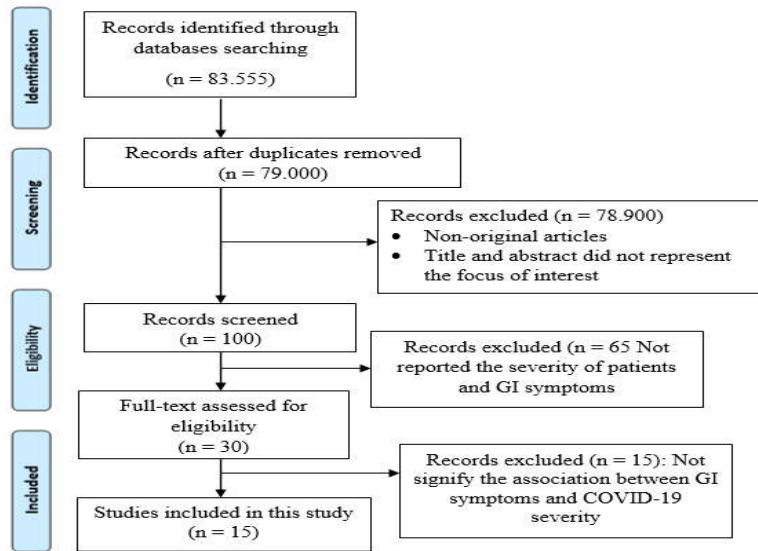 Identification
Records identified through
databases searching
(n = 83.555)
Records after duplicates removed
(n = 79.000)
Screening
Records excluded (n = 78.900)
• Non-original articles
• Title and abstract did not represent
the focus of interest
Eligibility
Records screened
(n = 100)
Records excluded (n = 65 Not
reported the severity of patients
and GI symptoms
Full-text assessed for
eligibility
(n = 30)
Included
Records excluded (n = 15): Not
signify the association between GI
symptoms and COVID-19
severity
Studies included in this study
(n = 15)